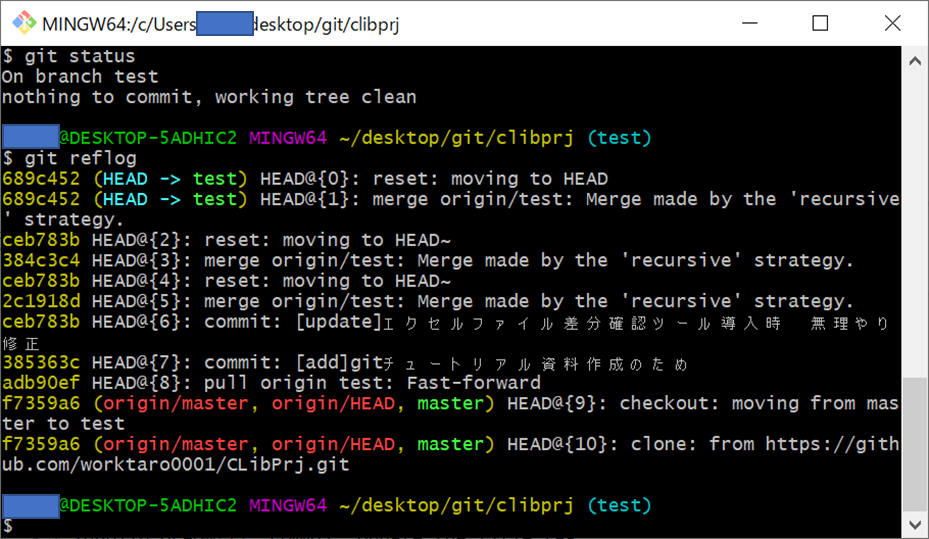 MINGW64:/c/Users desktop/git/clibprj
$ git status
On branch test
nothing to commit, working tree clean
@DESKTOP-5ADHIC2 MINGW64 ~/desktop/git/clibprj (test)
$ git reflog
689c452 (HEAD -> test) HEAD@{0}: reset: moving to HEAD
689c452 (HEAD -> test) HEAD@{1}: merge origin/test: Merge made by the 'recursive
' strategy.
ceb783b HEAD@{2}: reset: moving to HEAD~
384c3c4 HEAD@{3}: merge origin/test: Merge made by the 'recursive' strategy.
ceb783b HEAD@{4}: reset: moving to HEAD~
2c1918d HEAD@{5}: merge origin/test: Merge made by the 'recursive' strategy.
ceb783b HEAD@{6}: commit: [update]エクセルファイル差分確認ツール導入時　無理やり
修正
385363c HEAD@{7}: commit: [add]gitチュートリアル資料作成のため
adb90ef HEAD@{8}: pull origin test: Fast-forward
f7359a6 (origin/master, origin/HEAD, master) HEAD@{9}: checkout: moving from mas
ter to test
f7359a6 (origin/master, origin/HEAD, master) HEAD@{10}: clone: from https://gith
ub.com/worktaro0001/CLibPrj.git
@DESKTOP-5ADHIC2 MINGW64 ~/desktop/git/clibprj (test)
$